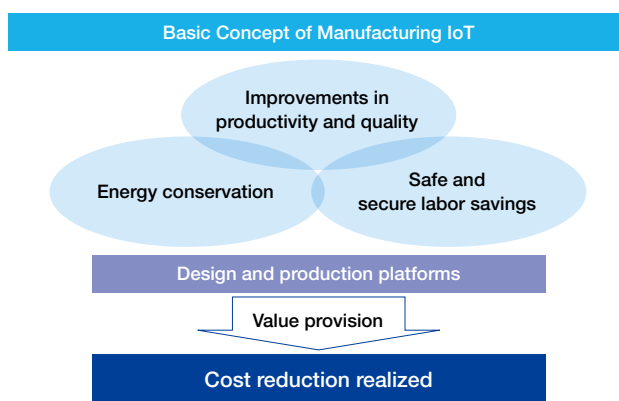 Basic Concept of Manufacturing IoT
Improvements in
productivity and quality
Energy conservation
Safe and
secure labor savings
Design and production platforms
Value provision
Cost reduction realized